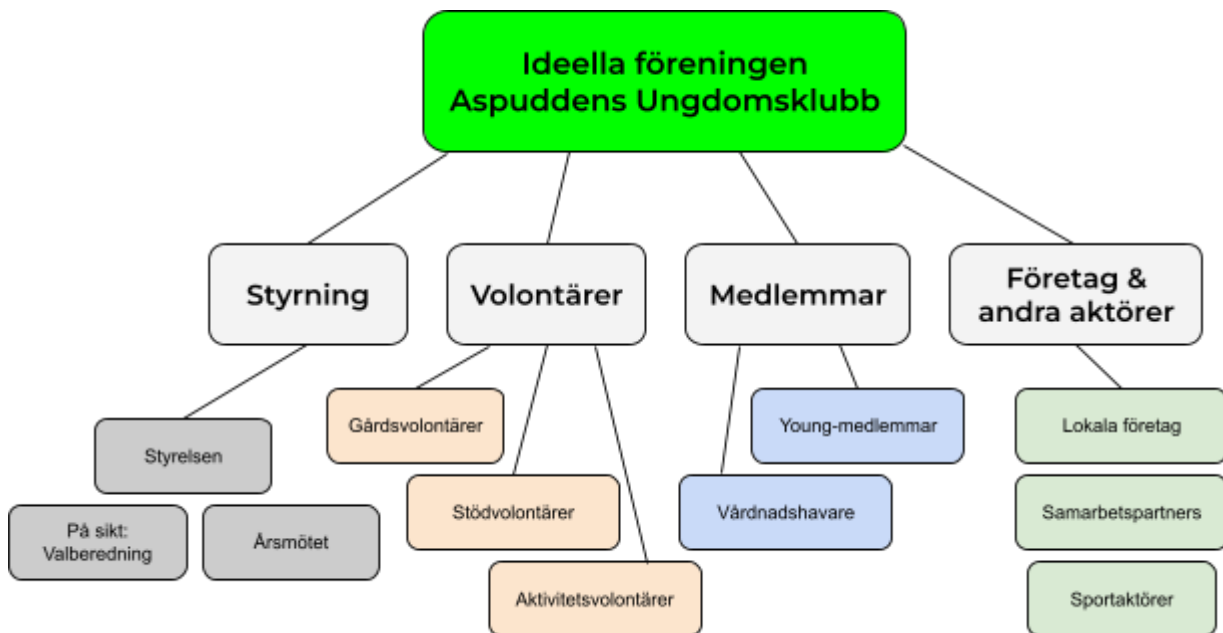 Ideella föreningen
Aspuddens Ungdomsklubb
Styrning
Volontärer
Medlemmar
Företag &
andra aktörer
Styrelsen
På sikt:
Valberedning
Årsmötet
Gårdsvolontärer
Stödvolontärer
Aktivitetsvolontärer
Young-medlemmar
Vårdnadshavare
Lokala företag
Samarbetspartners
Sportaktörer